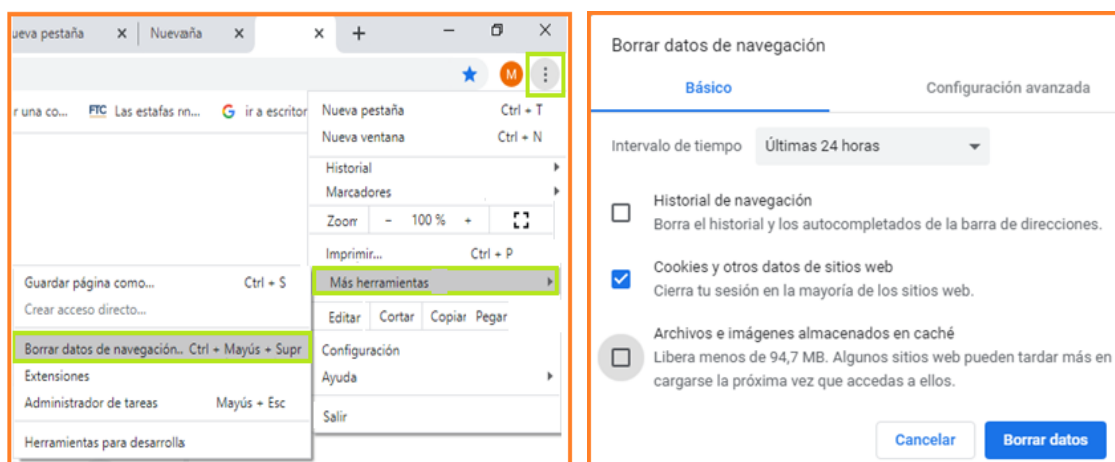 ueva pestaña × Nuevaña × × + – ×
M
r una co... FTC Las estafas rn... G ir a escritor
Nueva pestaña Ctrl + T
Nueva ventana Ctrl + N
Historial
Marcadores
Zoom - 100 % +
Imprimir... Ctrl + P
Más herramientas
Editar Cortar Copiar Pegar
Configuración
Ayuda
Salir
Guardar página como... Ctrl + S
Crear acceso directo...
Borrar datos de navegación.. Ctrl + Mayús + Supr
Extensiones
Administrador de tareas Mayús + Esc
Herramientas para desarrolla
Borrar datos de navegación
Básico Configuración avanzada
Intervalo de tiempo Últimas 24 horas
Historial de navegación
Borra el historial y los autocompletados de la barra de direcciones.
Cookies y otros datos de sitios web
Cierra tu sesión en la mayoría de los sitios web.
Archivos e imágenes almacenados en caché
Libera menos de 94,7 MB. Algunos sitios web pueden tardar más en
cargarse la próxima vez que accedas a ellos.
Cancelar Borrar datos